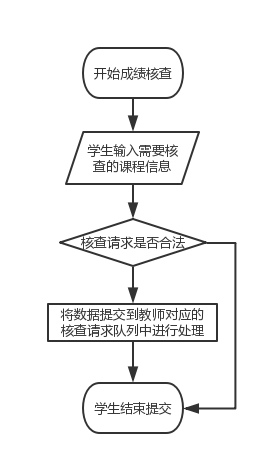 开始成绩核查
学生输入需要核
查的课程信息
核查请求是否合法
将数据提交到教师对应的
核查请求队列中进行处理
学生结束提交